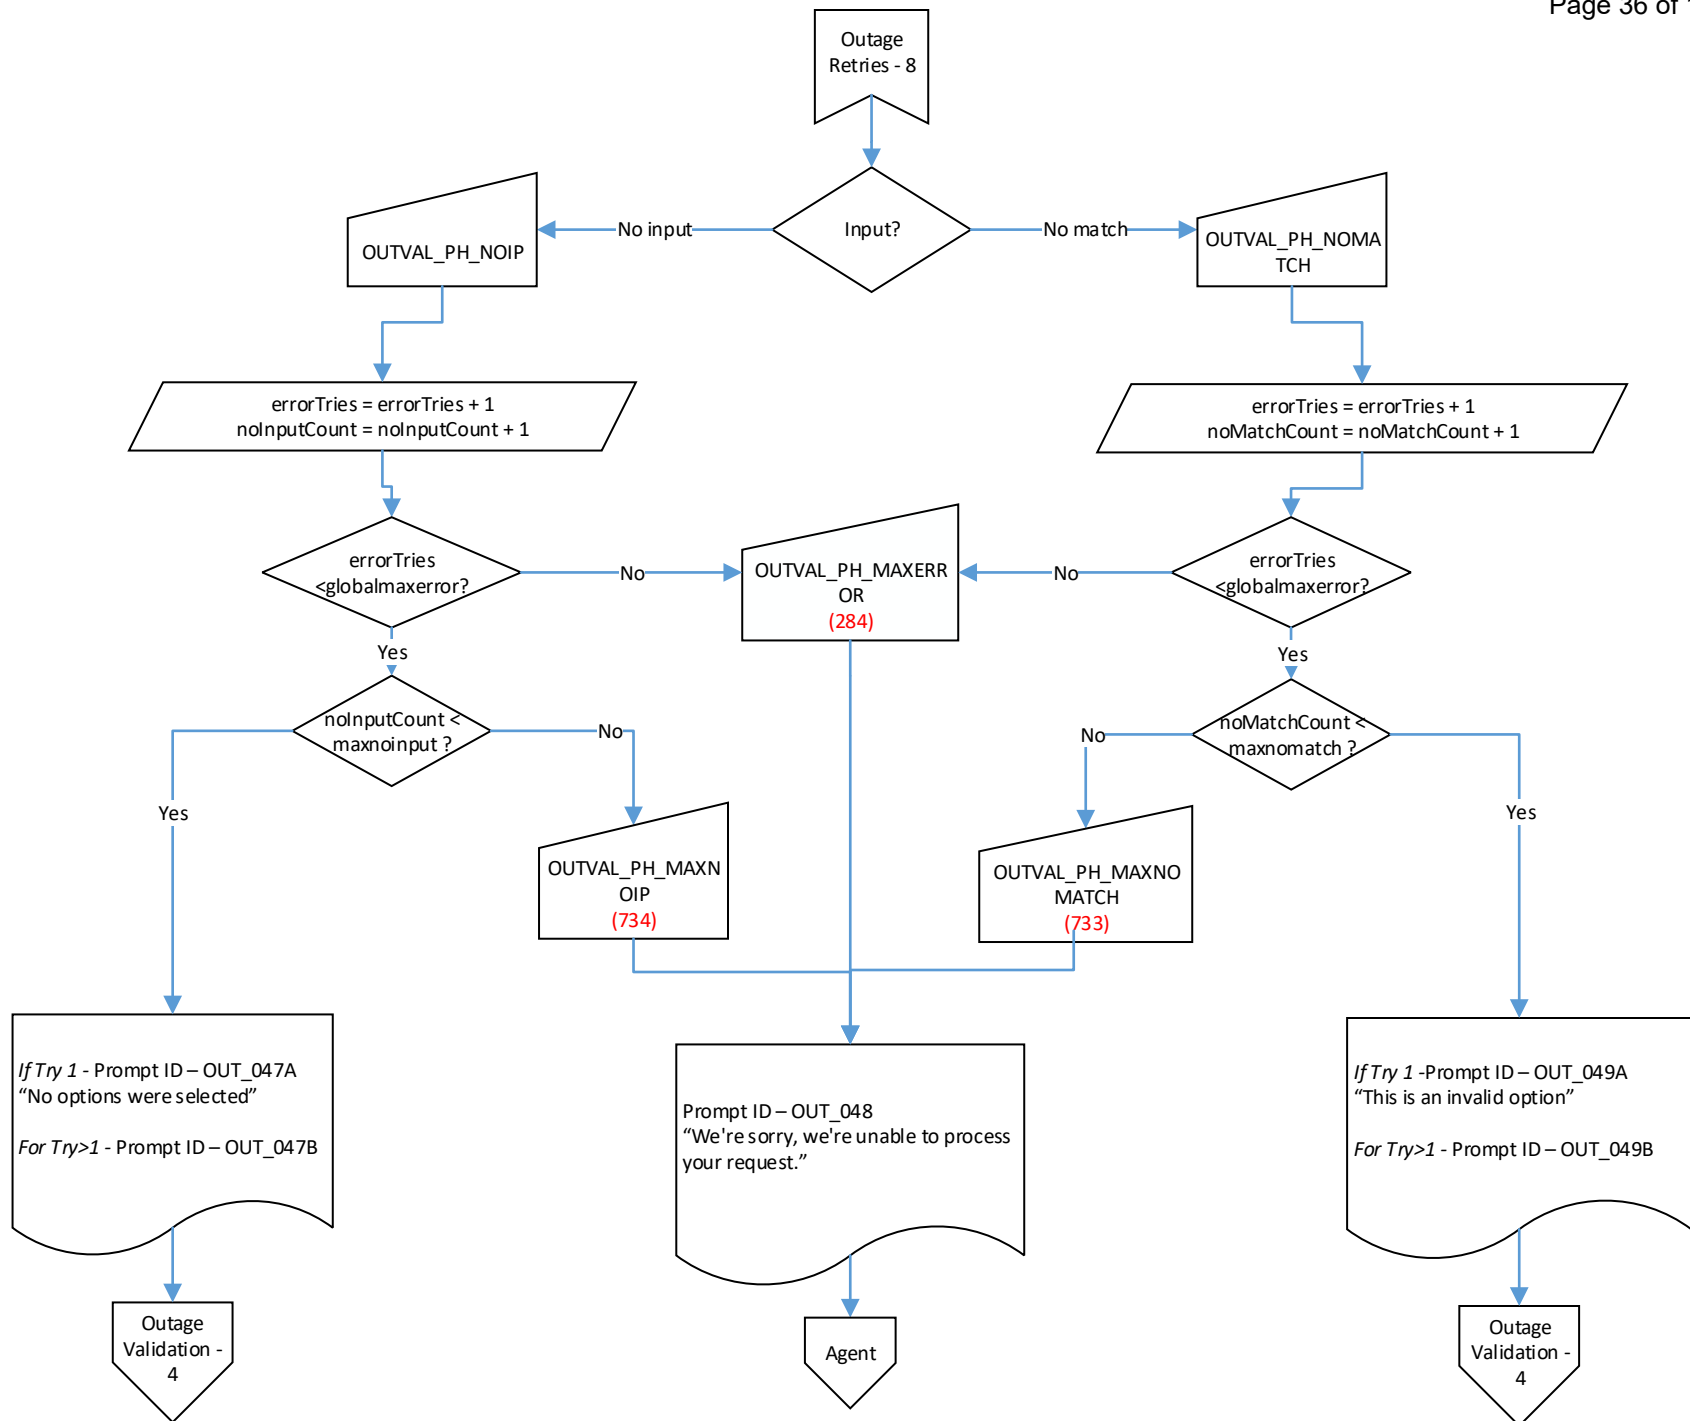 Page 36 of 1
Outage
Retries - 8
Input?
No input
No match
OUTVAL_PH_NOIP
OUTVAL_PH_NOMA
TCH
errorTries = errorTries + 1
noInputCount = noInputCount + 1
errorTries = errorTries + 1
noMatchCount = noMatchCount + 1
errorTries
<globalmaxerror?
No
OUTVAL_PH_MAXERR
OR
(284)
No
errorTries
<globalmaxerror?
Yes
Yes
noInputCount <
maxnoinput ?
No
No
noMatchCount <
maxnomatch ?
Yes
Yes
OUTVAL_PH_MAXN
OIP
(734)
OUTVAL_PH_MAXNO
MATCH
(733)
If Try 1 - Prompt ID – OUT_047A
“No options were selected”
For Try>1 - Prompt ID – OUT_047B
Prompt ID – OUT_048
“We're sorry, we're unable to process
your request.”
If Try 1 -Prompt ID – OUT_049A
“This is an invalid option”
For Try>1 - Prompt ID – OUT_049B
Outage
Validation -
4
Agent
Outage
Validation -
4